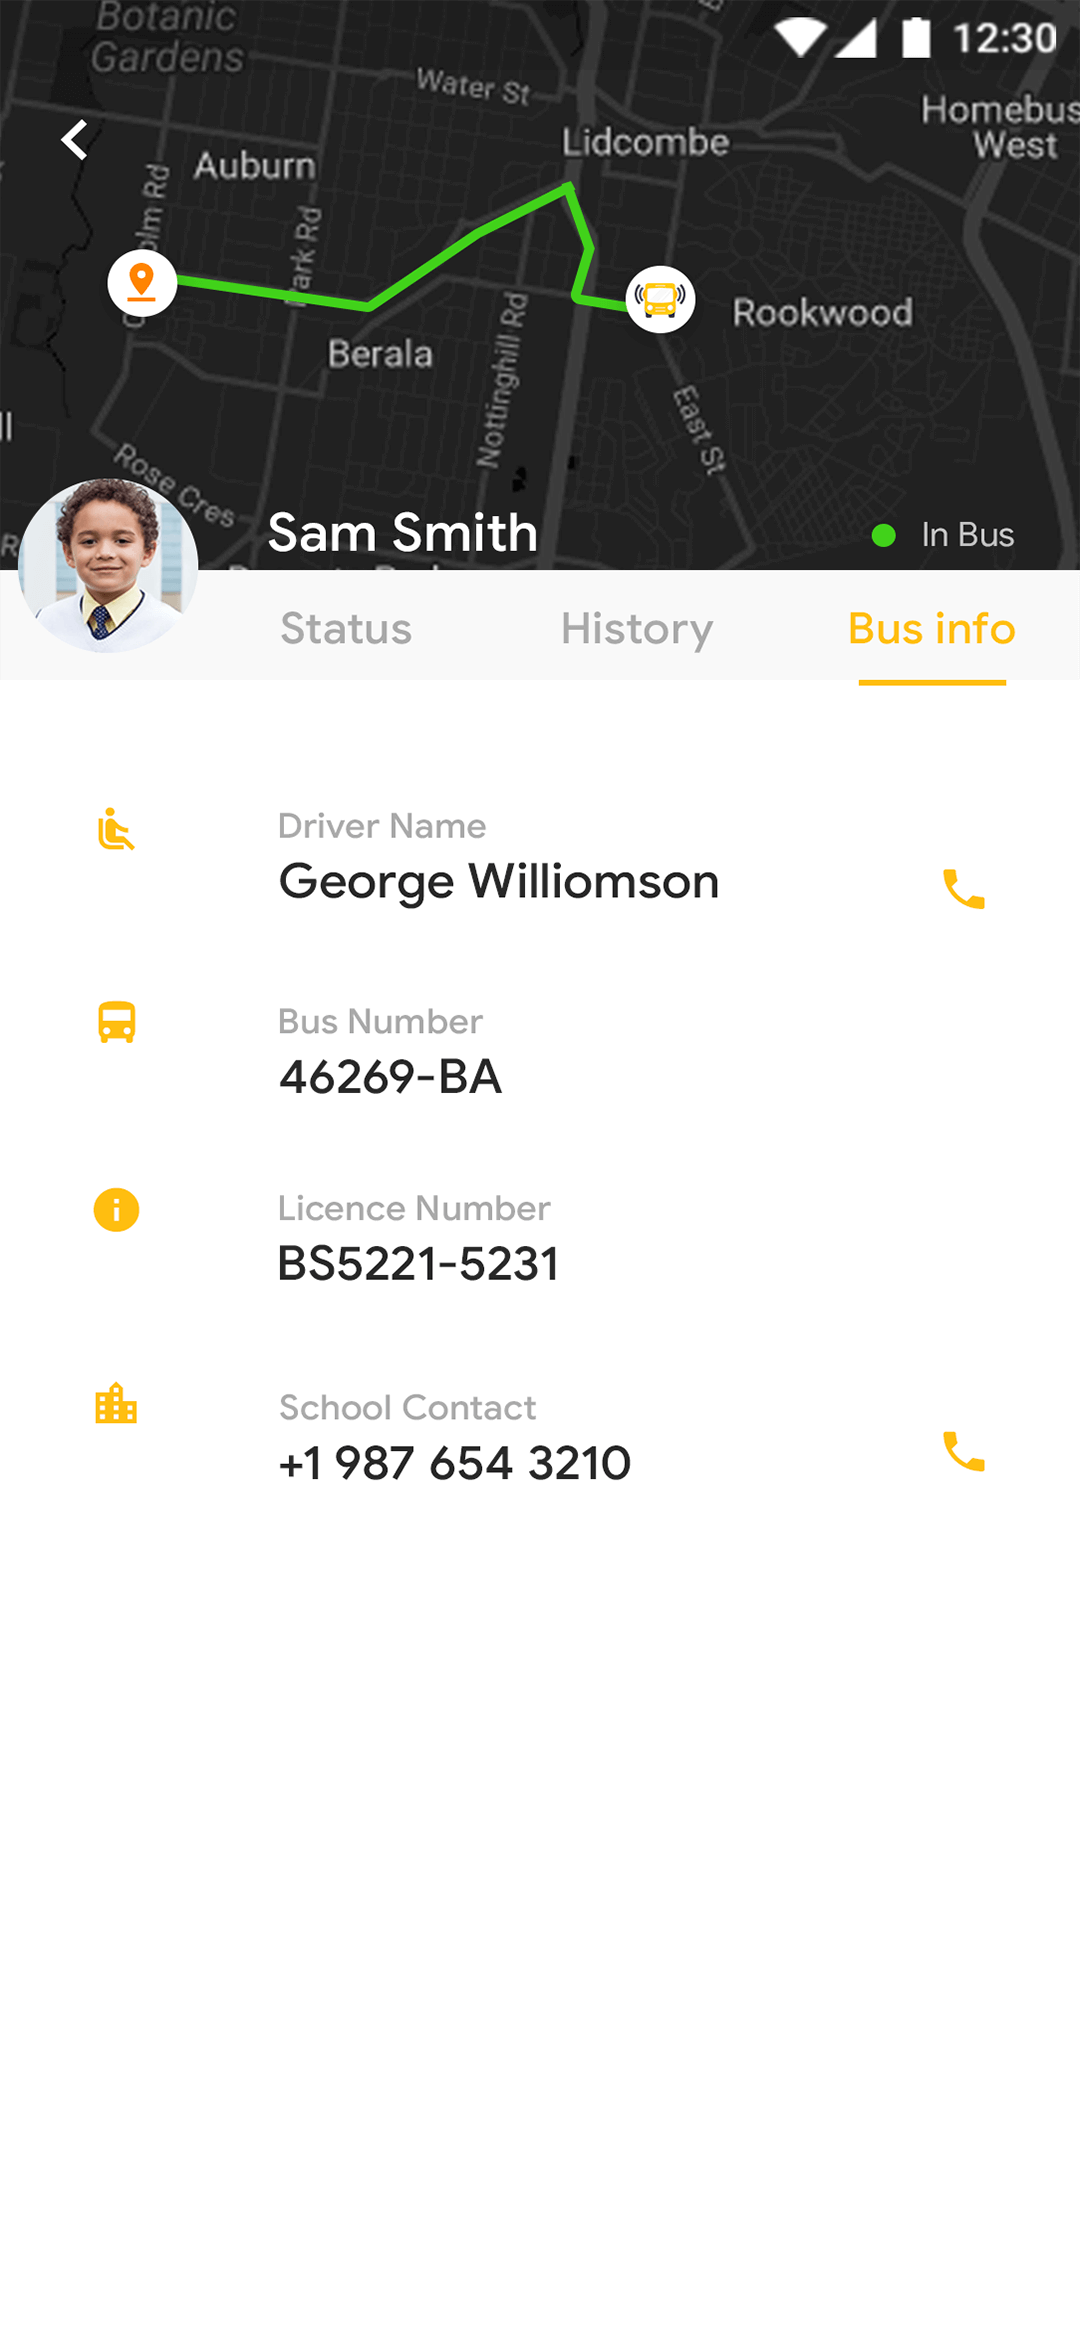 Botanic
Gardens
12:30
Water St
Homebus
West
Lidcombe
Auburn
olm Rd
Park Rd
Rookwood
Berala
Nottinghill Rd
East St
Rose Cres
Sam Smith
In Bus
Status
History
Bus info
Driver Name
George Williomson
Bus Number
46269-BA
Licence Number
BS5221-5231
School Contact
+1 987 654 3210